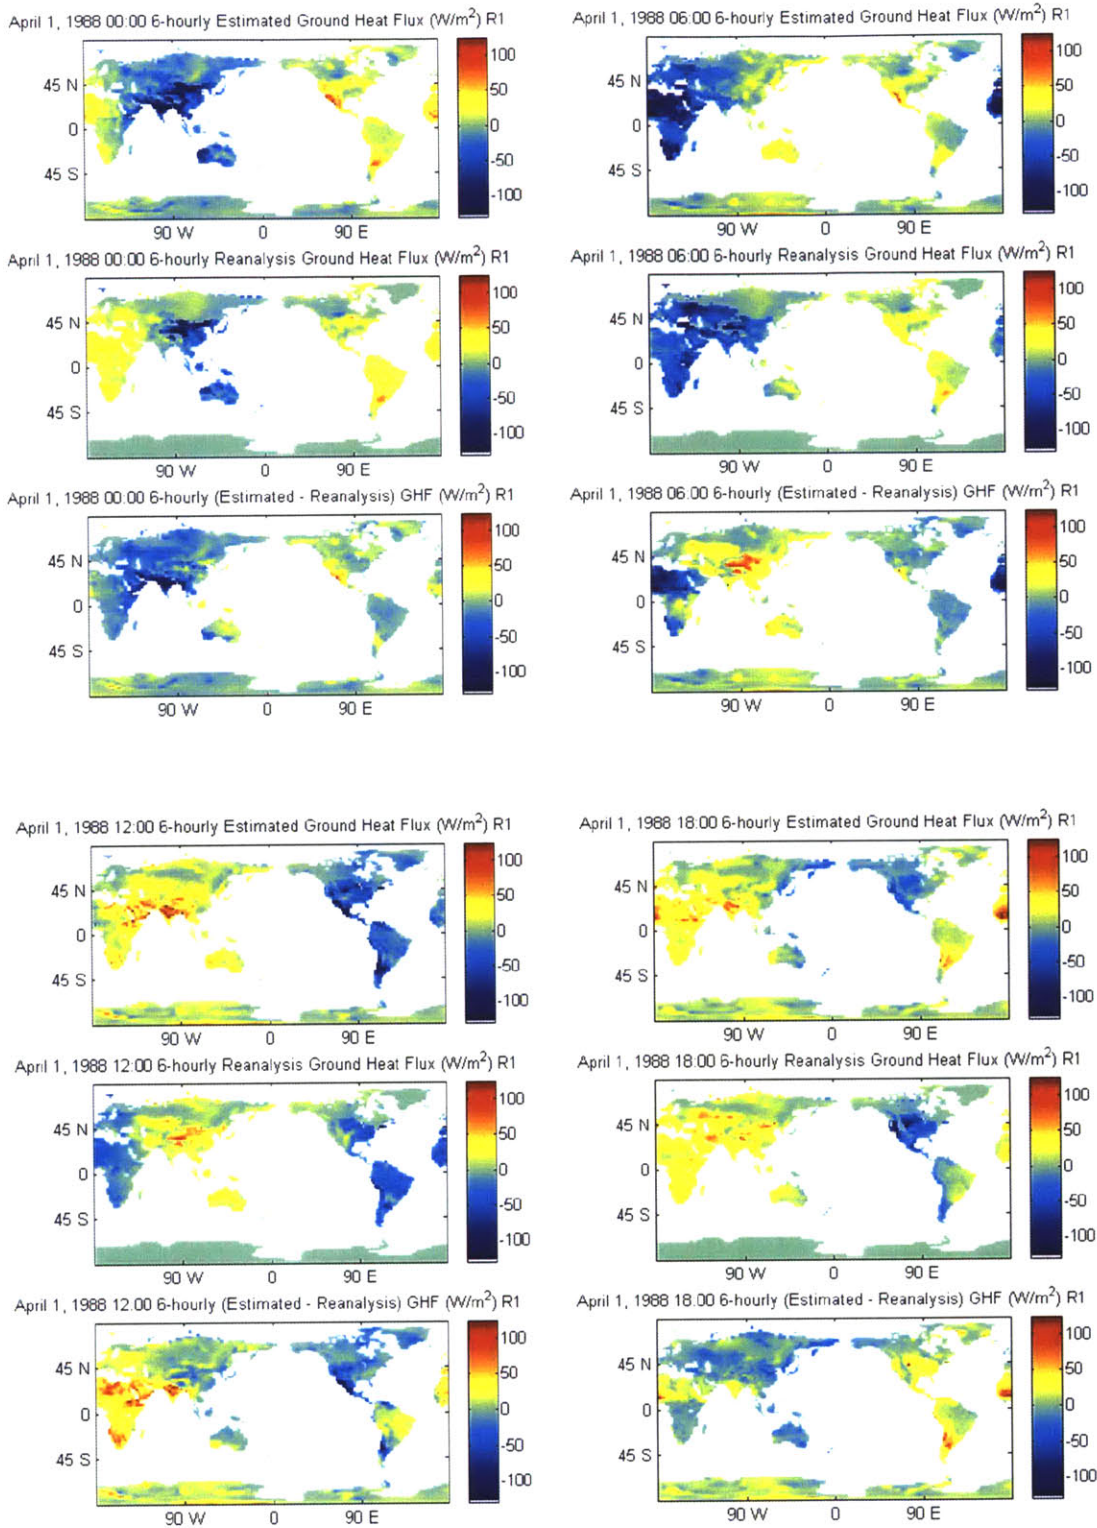 April 1, 1988 00:00 6-hourly Estimated Ground Heat Flux (W/m²) R1
45 N
0
45 S
90 W 0 90 E
100
50
0
-50
-100
April 1, 1988 06:00 6-hourly Estimated Ground Heat Flux (W/m²) R1
45 N
0
45 S
90 W 0 90 E
100
50
0
-50
-100
April 1, 1988 00:00 6-hourly Reanalysis Ground Heat Flux (W/m²) R1
45 N
0
45 S
90 W 0 90 E
100
50
0
-50
-100
April 1, 1988 06:00 6-hourly Reanalysis Ground Heat Flux (W/m²) R1
45 N
0
45 S
90 W 0 90 E
100
50
0
-50
-100
April 1, 1988 00:00 6-hourly (Estimated - Reanalysis) GHF (W/m²) R1
45 N
0
45 S
90 W 0 90 E
100
50
0
-50
-100
April 1, 1988 06:00 6-hourly (Estimated - Reanalysis) GHF (W/m²) R1
45 N
0
45 S
90 W 0 90 E
100
50
0
-50
-100
April 1, 1988 12:00 6-hourly Estimated Ground Heat Flux (W/m²) R1
45 N
0
45 S
90 W 0 90 E
100
50
0
-50
-100
April 1, 1988 18:00 6-hourly Estimated Ground Heat Flux (W/m²) R1
45 N
0
45 S
90 W 0 90 E
100
50
0
-50
-100
April 1, 1988 12:00 6-hourly Reanalysis Ground Heat Flux (W/m²) R1
45 N
0
45 S
90 W 0 90 E
100
50
0
-50
-100
April 1, 1988 18:00 6-hourly Reanalysis Ground Heat Flux (W/m²) R1
45 N
0
45 S
90 W 0 90 E
100
50
0
-50
-100
April 1, 1988 12:00 6-hourly (Estimated - Reanalysis) GHF (W/m²) R1
45 N
0
45 S
90 W 0 90 E
100
50
0
-50
-100
April 1, 1988 18:00 6-hourly (Estimated - Reanalysis) GHF (W/m²) R1
45 N
0
45 S
90 W 0 90 E
100
50
0
-50
-100